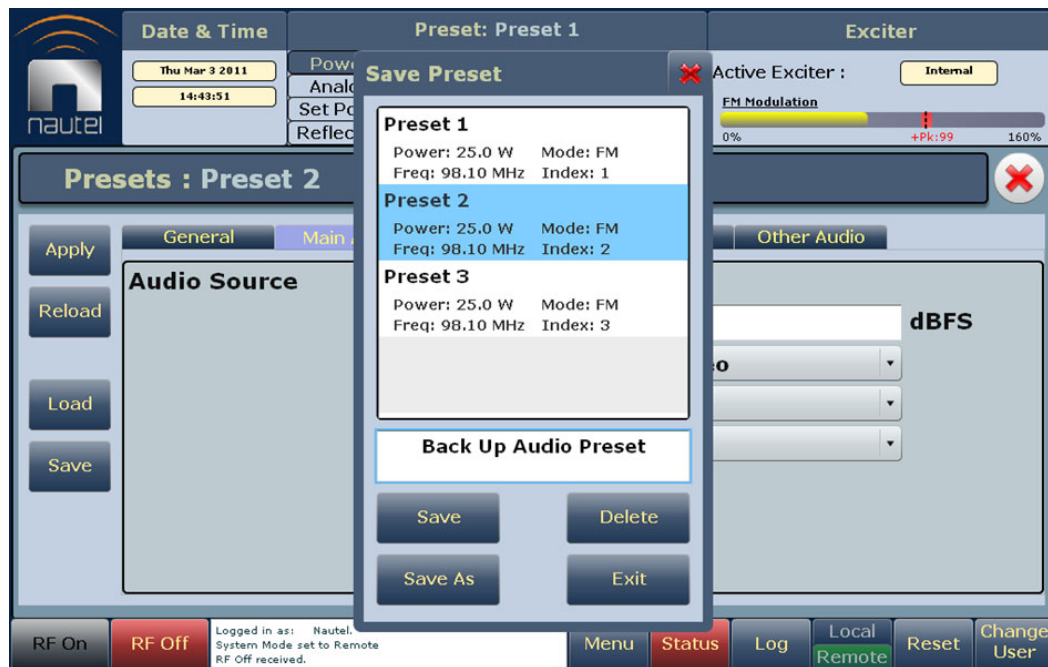 Date & Time
Preset: Preset 1
Exciter
nautel
Thu Mar 3 2011
14:43:51
Active Exciter :
Internal
FM Modulation
0%
+Pk:99
160%
Save Preset
Preset 1
Power: 25.0 W Mode: FM
Freq: 98.10 MHz Index: 1
Preset 2
Power: 25.0 W Mode: FM
Freq: 98.10 MHz Index: 2
Preset 3
Power: 25.0 W Mode: FM
Freq: 98.10 MHz Index: 3
Back Up Audio Preset
Save
Delete
Save As
Exit
Presets : Preset 2
General
Main
Other Audio
Apply
Reload
Load
Save
Audio Source
dBFS
RF On
RF Off
Logged in as: Nautel.
System Mode set to Remote
RF Off received.
Menu
Status
Log
Local
Remote
Reset
Change
User